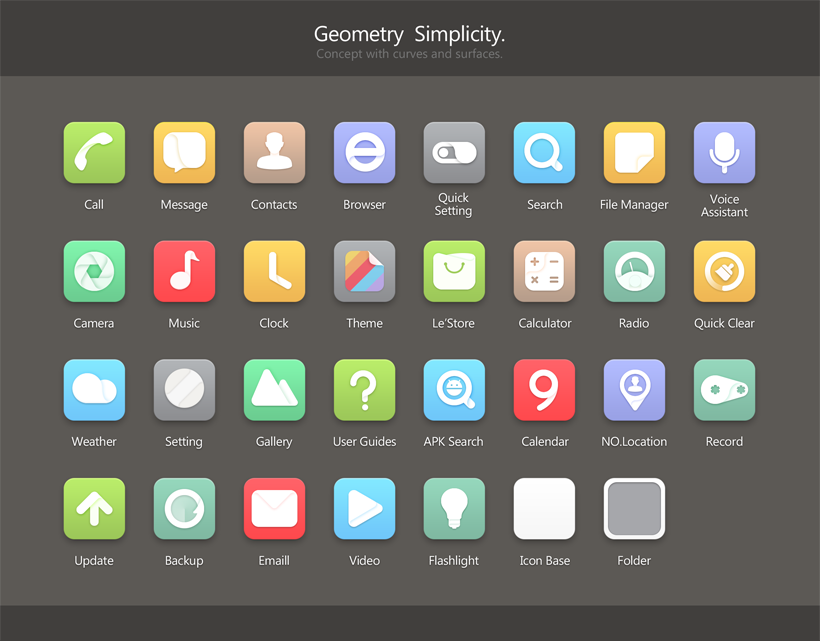 Geometry Simplicity.
Concept with curves and surfaces.
Call Message Contacts Browser Quick Setting Search File Manager Voice Assistant
Camera Music Clock Theme Le'Store Calculator Radio Quick Clear
Weather Setting Gallery User Guides APK Search 9 Calendar NO.Location Record
Update Backup Emaill Video Flashlight Icon Base Folder